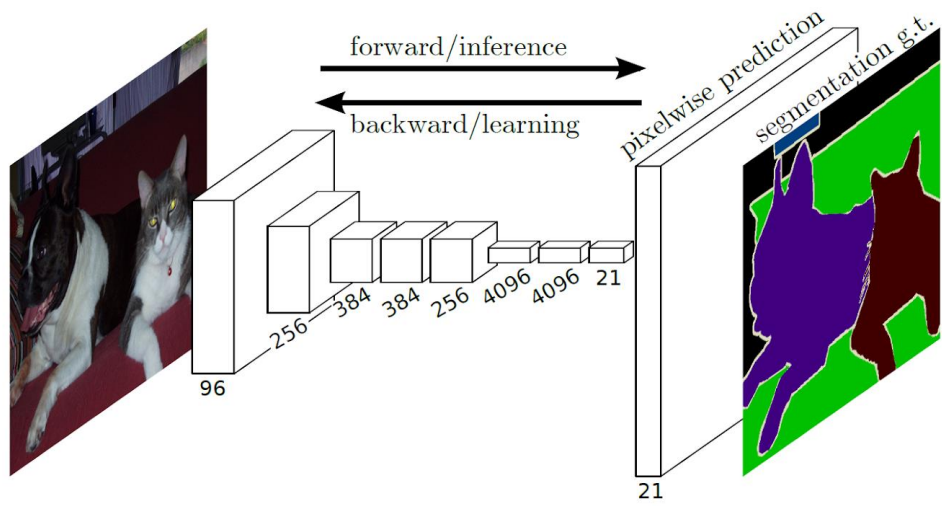 forward/inference
backward/learning
pixelwise prediction
segmentation g.t.
96
256
384
384
256
4096
4096
21
21